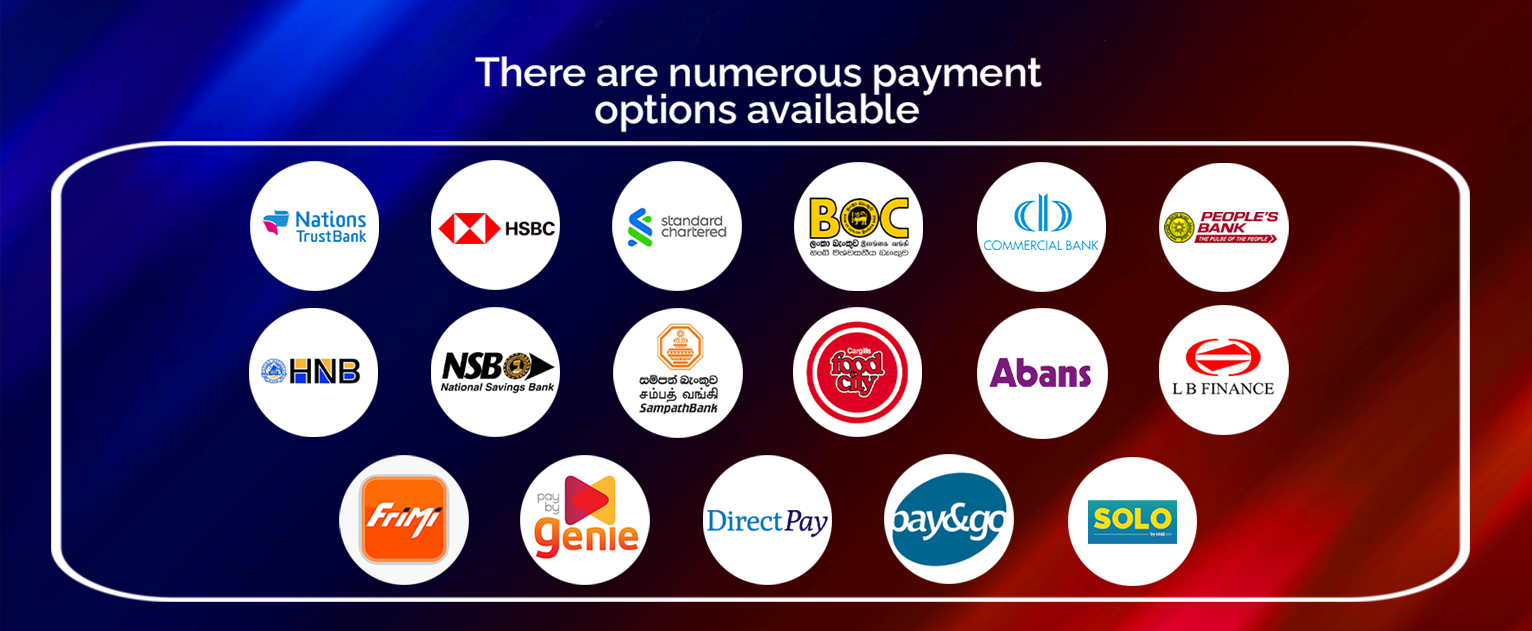 There are numerous payment
options available
Nations
TrustBank
HSBC
standard
chartered
BOC
ලංකා බැංකුව இலங்கை வங்கி
COMMERCIAL BANK
PEOPLE'S
BANK
THE PULSE OF THE PEOPLE
HNB
NSB
National Savings Bank
සම්පත් බැංකුව
சம்பத் வங்கி
SampathBank
Cargills
food
city
Abans
L B FINANCE
FriMi
pay
by
genie
DirectPay
pay&go
SOLO